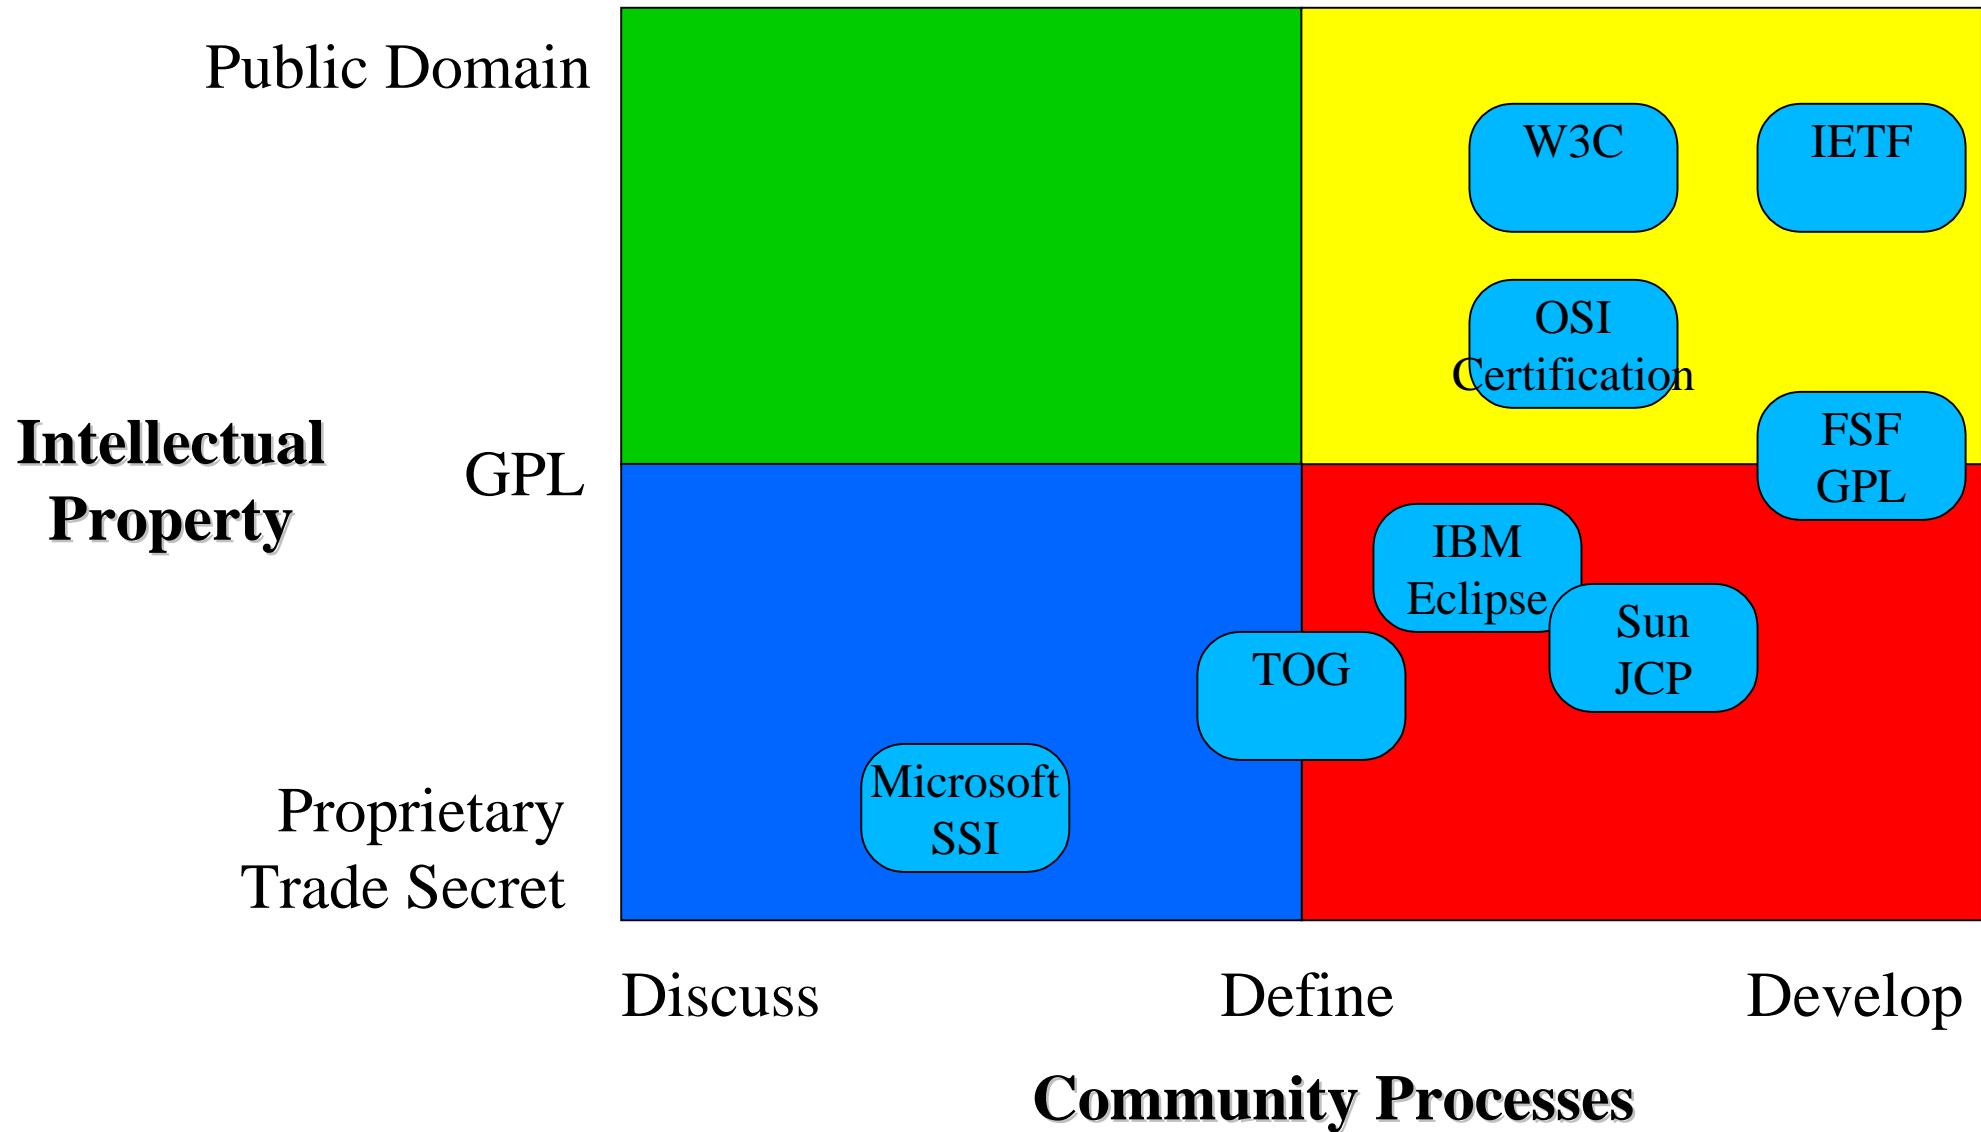 Public Domain
W3C
IETF
OSI
Certification
FSF
GPL
Intellectual
Property
GPL
IBM
Eclipse
Sun
JCP
TOG
Microsoft
SSI
Proprietary
Trade Secret
Discuss
Define
Develop
Community Processes